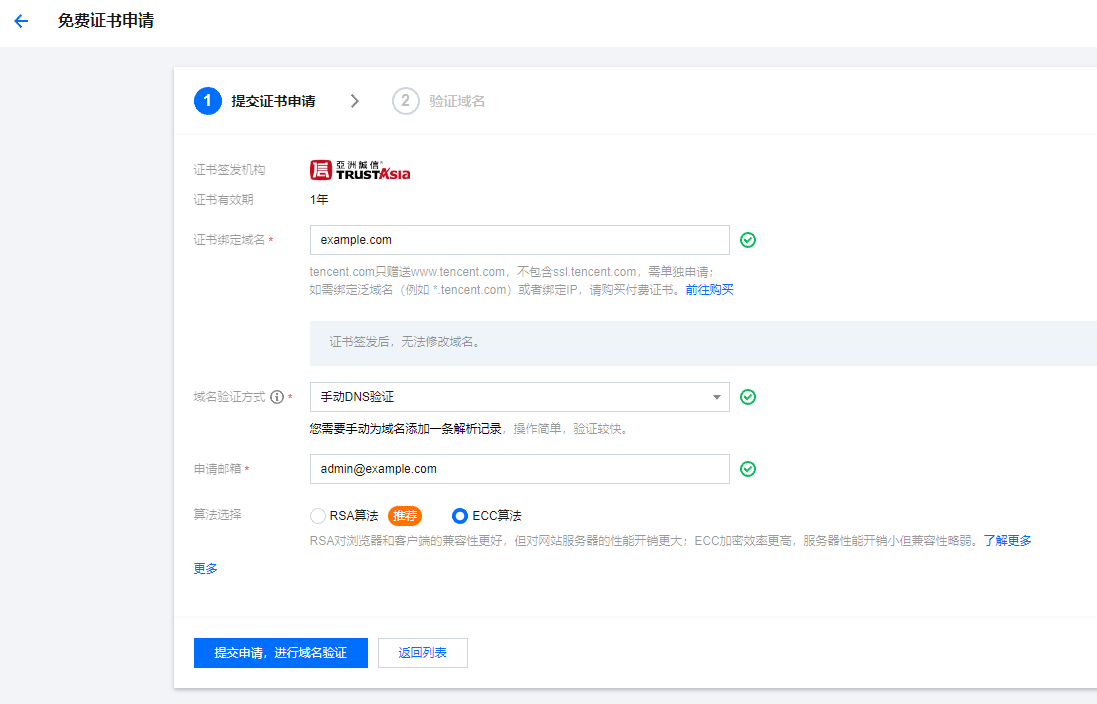 免费证书申请
1 提交证书申请 2 验证域名
证书签发机构 亞洲誠信 TRUSTAsia
证书有效期 1年
证书绑定域名 * example.com
tencent.com只赠送www.tencent.com，不包含ssl.tencent.com，需单独申请；
如需绑定泛域名（例如 *.tencent.com）或者绑定IP，请购买付费证书。前往购买
证书签发后，无法修改域名。
域名验证方式 * 手动DNS验证
您需要手动为域名添加一条解析记录，操作简单，验证较快。
申请邮箱 * admin@example.com
算法选择 RSA算法 推荐 ECC算法
RSA对浏览器和客户端的兼容性更好，但对网站服务器的性能开销更大；ECC加密效率更高，服务器性能开销小但兼容性略弱。了解更多
更多
提交申请，进行域名验证 返回列表